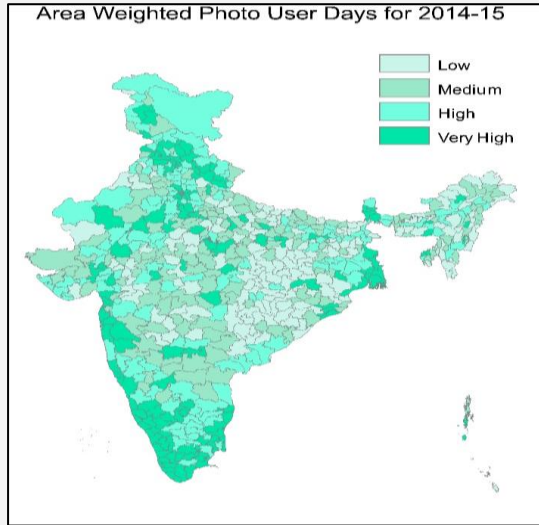 Area Weighted Photo User Days for 2014-15
Low
Medium
High
Very High